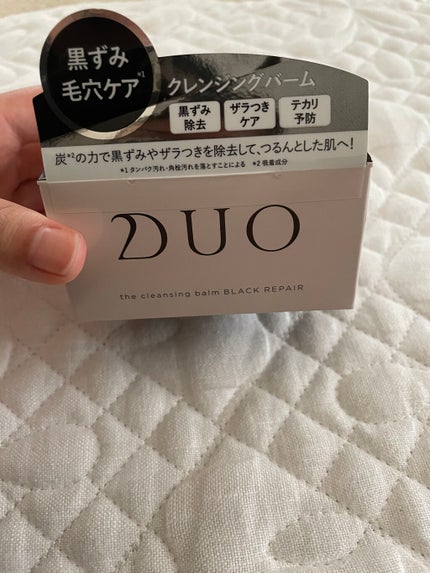 黒ずみ
毛穴ケア*1
クレンジングバーム
黒ずみ
除去
ザラつき
ケア
テカリ
予防
炭*2の力で黒ずみやザラつきを除去して、つるんとした肌へ!
*1 タンパク汚れ・角栓汚れを落とすことによる *2 吸着成分
DUO
the cleansing balm BLACK REPAIR